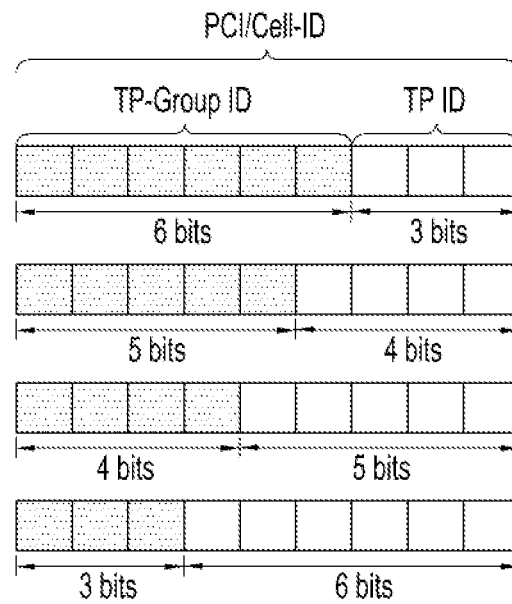 PCI/Cell-ID
TP-Group ID TP ID
6 bits 3 bits
5 bits 4 bits
4 bits 5 bits
3 bits 6 bits